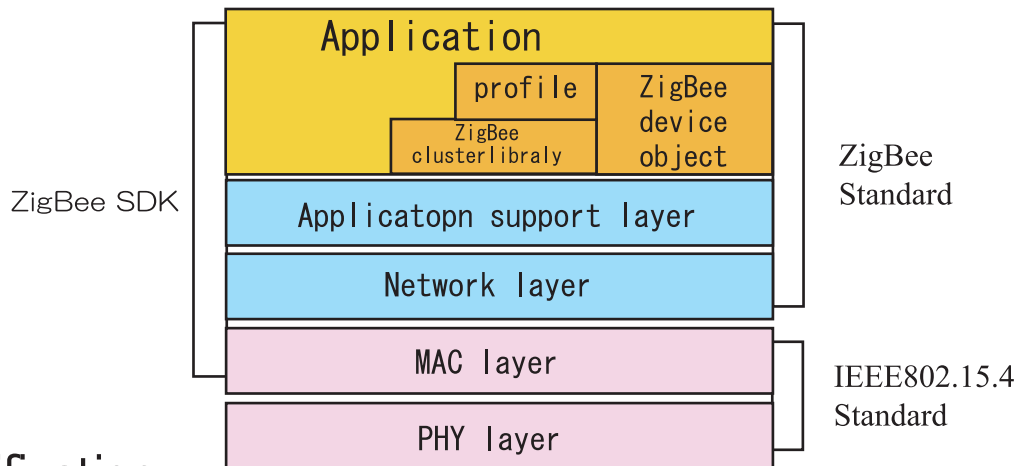 Application
profile
ZigBee
device
object
ZigBee
clusterlibraly
ZigBee SDK
ZigBee
Standard
Applicatopn support layer
Network layer
MAC layer
IEEE802.15.4
Standard
PHY layer